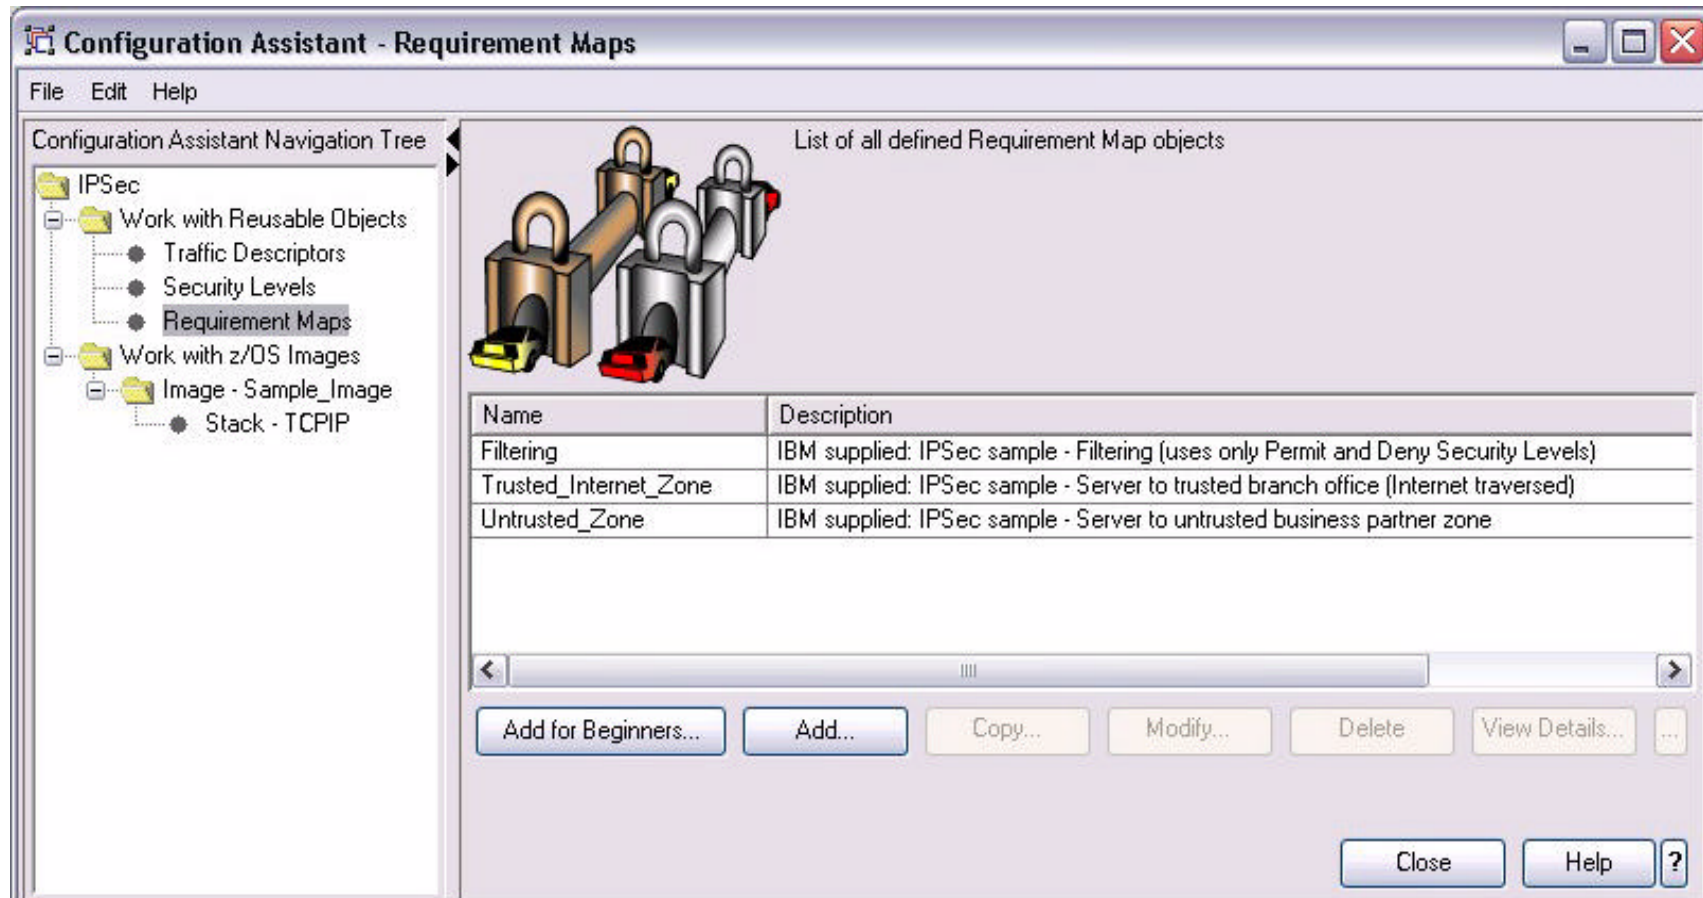 Configuration Assistant - Requirement Maps
File Edit Help
Configuration Assistant Navigation Tree
IPSec
Work with Reusable Objects
Traffic Descriptors
Security Levels
Requirement Maps
Work with z/OS Images
Image - Sample_Image
Stack - TCPIP
List of all defined Requirement Map objects
Name Description
Filtering IBM supplied: IPSec sample - Filtering (uses only Permit and Deny Security Levels)
Trusted_Internet_Zone IBM supplied: IPSec sample - Server to trusted branch office (Internet traversed)
Untrusted_Zone IBM supplied: IPSec sample - Server to untrusted business partner zone
Add for Beginners... Add... Copy... Modify... Delete View Details... ...
Close Help ?